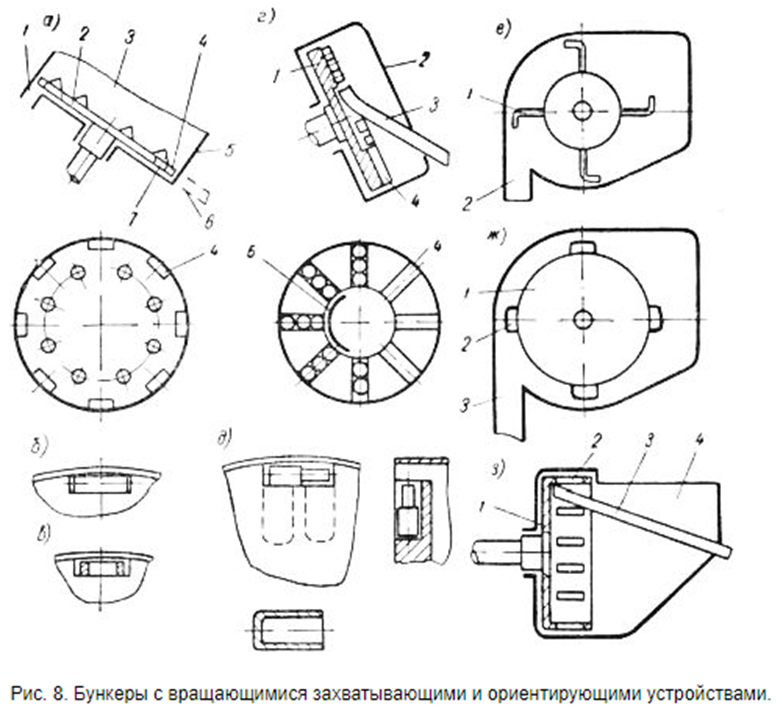 а)
1
2
3
4
5
6
7
4
б)
в)
г)
1
2
3
4
Б
4
д)
е)
1
2
ж)
1
2
3
з)
1
2
3
4
Рис. 8. Бункеры с вращающимися захватывающими и ориентирующими устройствами.